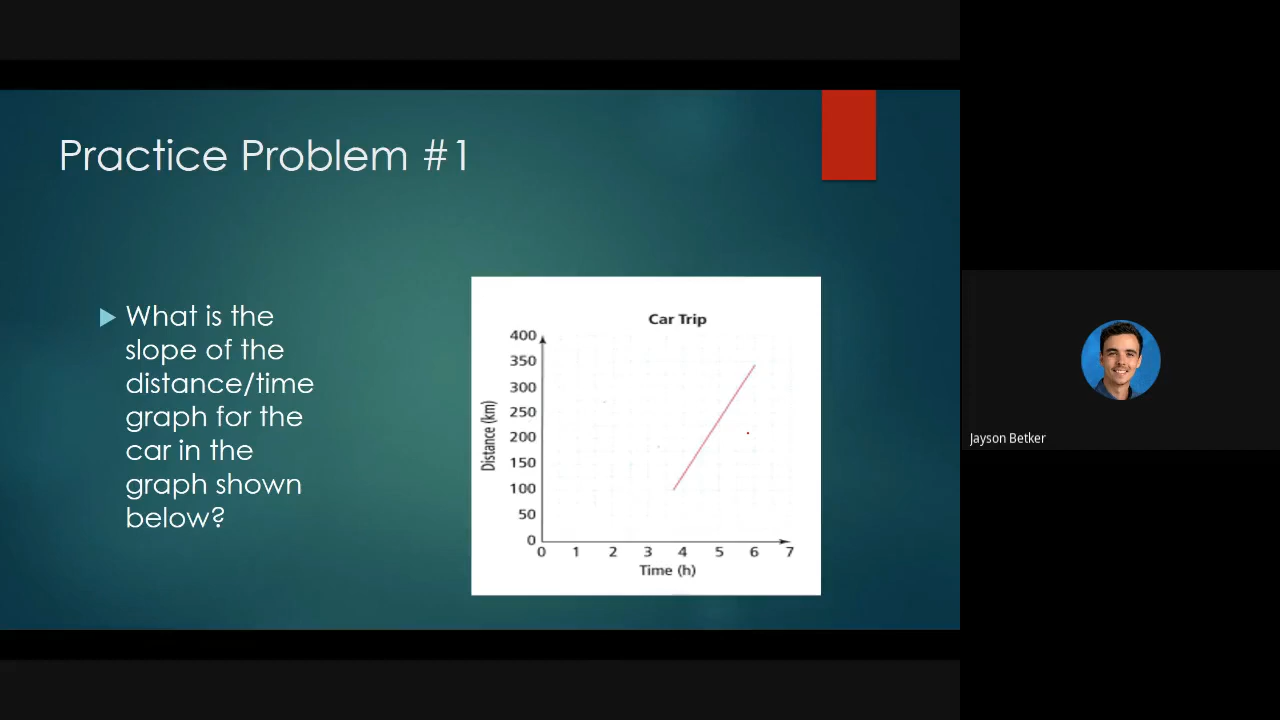 Practice Problem #1
What is the
slope of the
distance/time
graph for the
car in the
graph shown
below?
Car Trip
400
350
300
250
200
150
100
50
0
Distance (km)
0 1 2 3 4 5 6 7
Time (h)
Jayson Betker